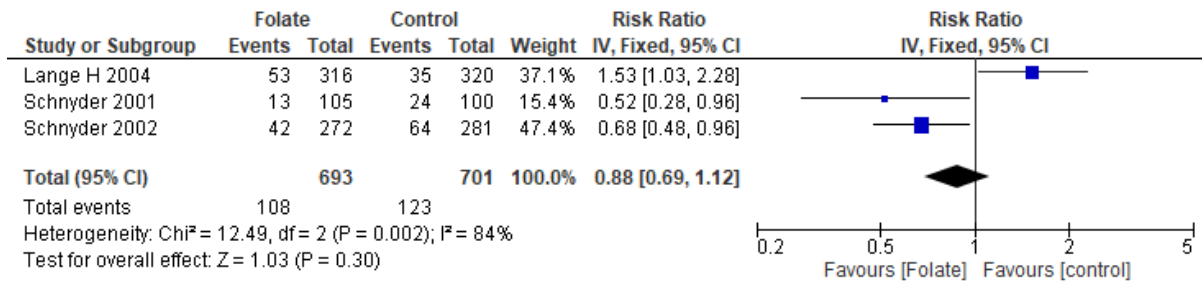 Folate Control Risk Ratio Risk Ratio
Study or Subgroup Events Total Events Total Weight IV, Fixed, 95% CI IV, Fixed, 95% CI
Lange H 2004 53 316 35 320 37.1% 1.53 [1.03, 2.28]
Schnyder 2001 13 105 24 100 15.4% 0.52 [0.28, 0.96]
Schnyder 2002 42 272 64 281 47.4% 0.68 [0.48, 0.96]
Total (95% CI) 693 701 100.0% 0.88 [0.69, 1.12]
Total events 108 123
Heterogeneity: Chi² = 12.49, df = 2 (P = 0.002); I² = 84%
Test for overall effect: Z = 1.03 (P = 0.30)
0.2 0.5 1 2 5
Favours [Folate] Favours [control]